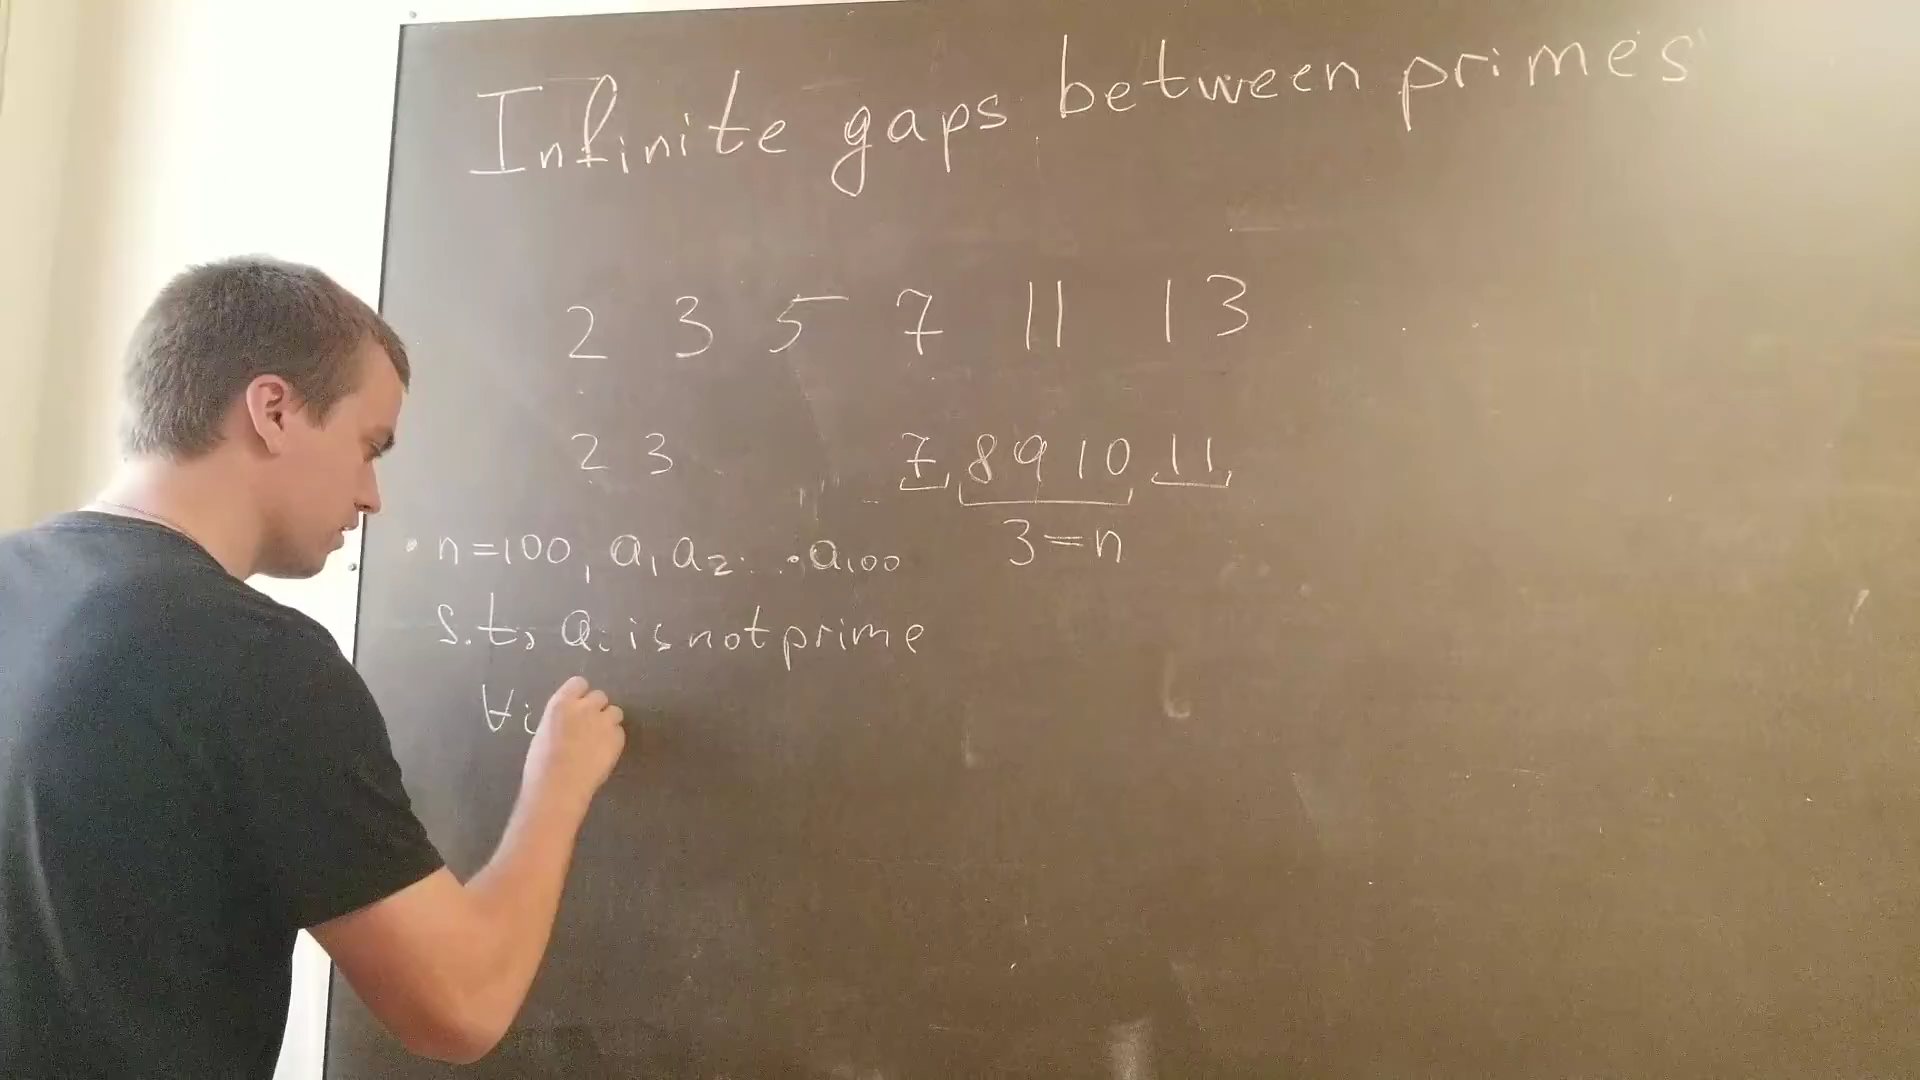 Infinite gaps between primes
2 3 5 7 11 13
2 3 7 8 9 10 11
3=n
n=100, a₁ a₂ ... a₁₀₀
s.t, aᵢ is not prime
∀i